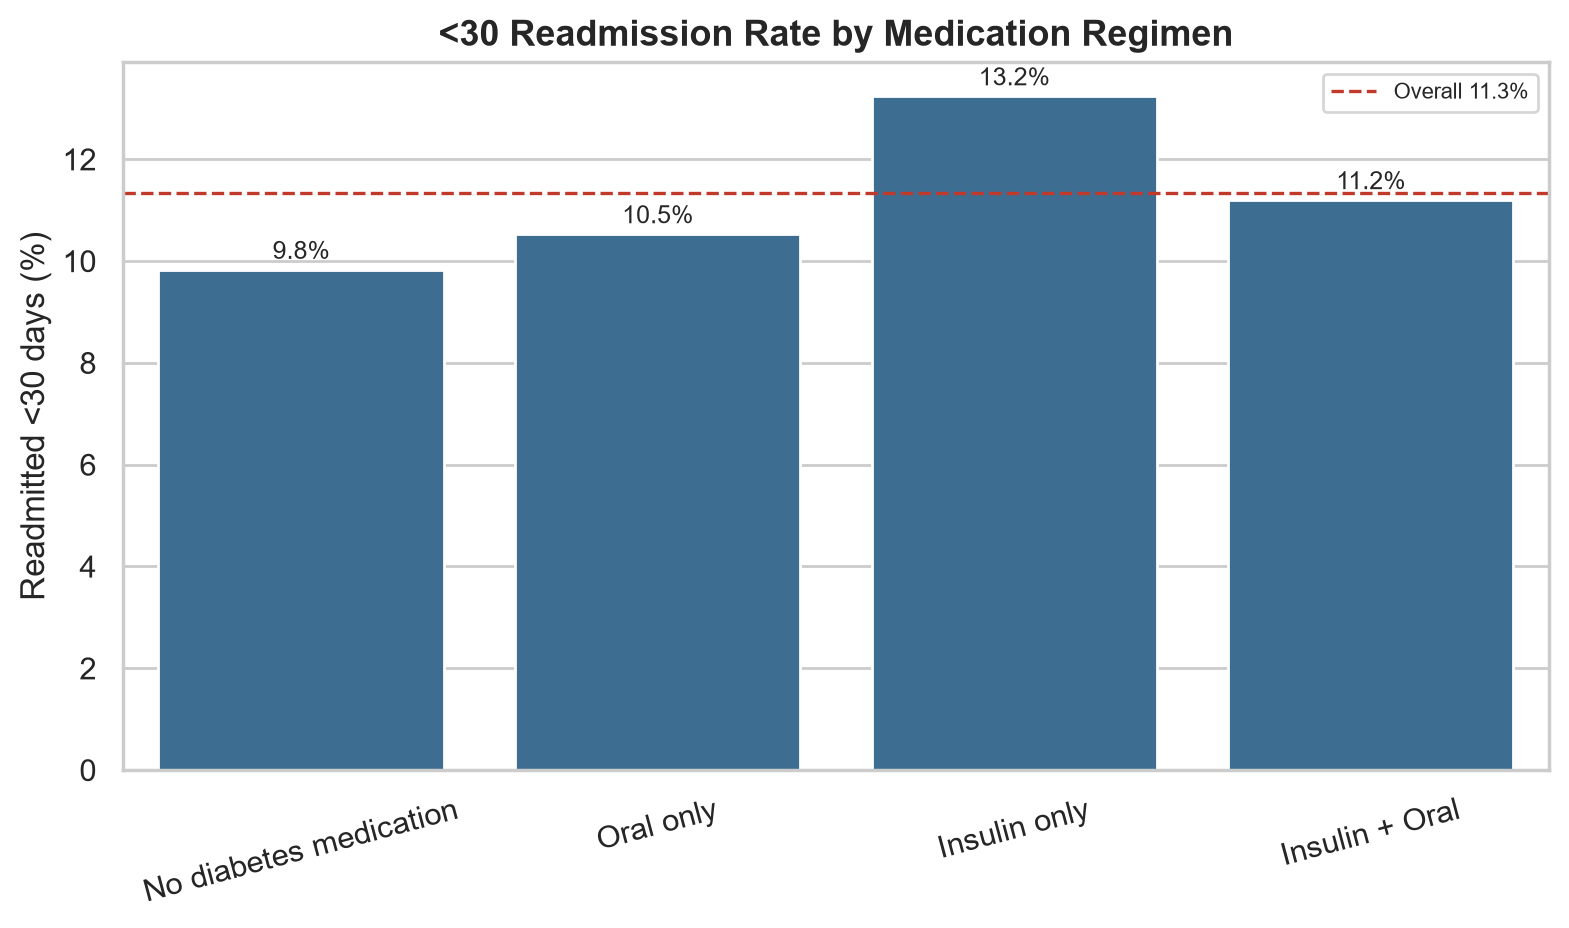 <30 Readmission Rate by Medication Regimen
Overall 11.3%
13.2%
11.2%
10.5%
9.8%
Readmitted <30 days (%)
12
10
8
6
4
2
0
No diabetes medication
Oral only
Insulin only
Insulin + Oral